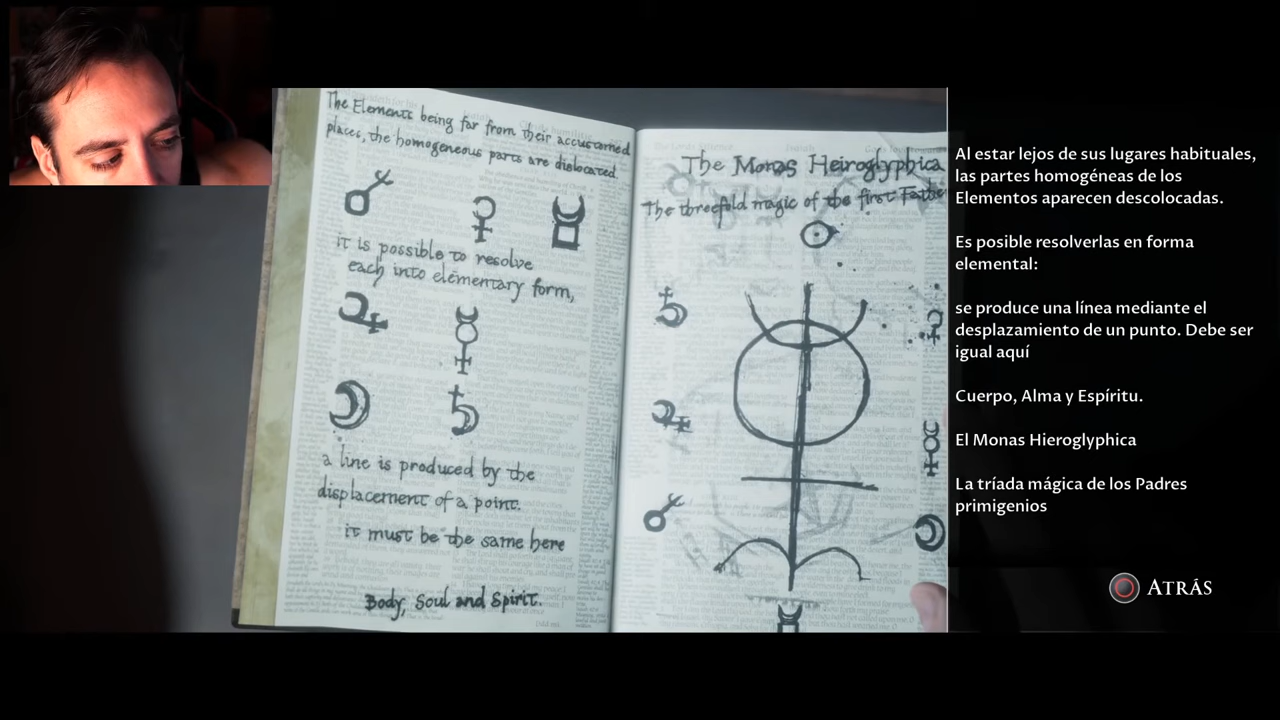 The Elements being far from their accustomed
places, the homogeneous parts are dislocated.
it is possible to resolve
each into elementary form,
a line is produced by the
displacement of a point.
it must be the same here
Body, Soul and Spirit.
The Monas Heiroglyphica
The threefold magic of the first Father
Al estar lejos de sus lugares habituales,
las partes homogéneas de los
Elementos aparecen descolocadas.
Es posible resolverlas en forma
elemental:
se produce una línea mediante el
desplazamiento de un punto. Debe ser
igual aquí
Cuerpo, Alma y Espíritu.
El Monas Hieroglyphica
La tríada mágica de los Padres
primigenios
Atrás